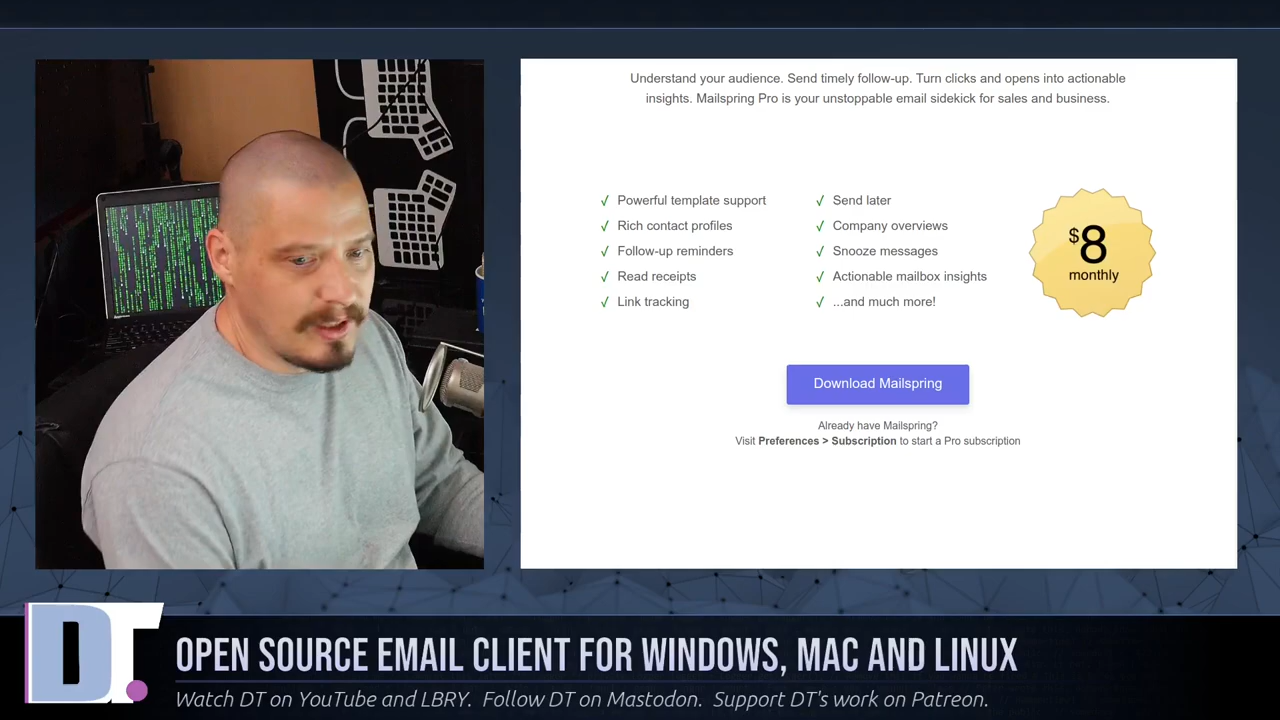 Understand your audience. Send timely follow-up. Turn clicks and opens into actionable
insights. Mailspring Pro is your unstoppable email sidekick for sales and business.
✓ Powerful template support
✓ Rich contact profiles
✓ Follow-up reminders
✓ Read receipts
✓ Link tracking
✓ Send later
✓ Company overviews
✓ Snooze messages
✓ Actionable mailbox insights
✓ ...and much more!
$8
monthly
Download Mailspring
Already have Mailspring?
Visit Preferences > Subscription to start a Pro subscription
DT.
OPEN SOURCE EMAIL CLIENT FOR WINDOWS, MAC AND LINUX
Watch DT on YouTube and LBRY. Follow DT on Mastodon. Support DT's work on Patreon.